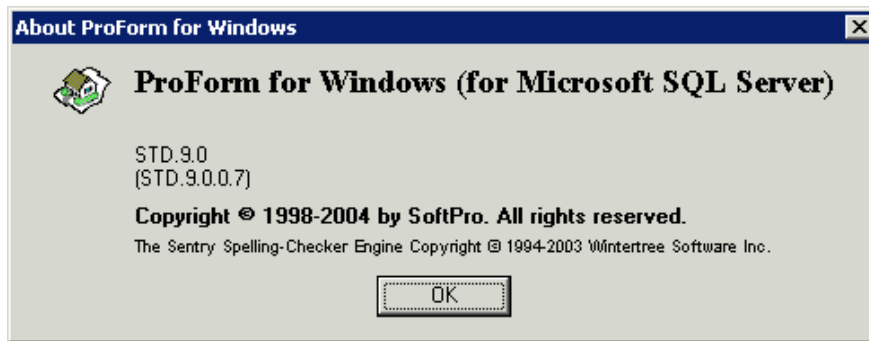 About ProForm for Windows
ProForm for Windows (for Microsoft SQL Server)
STD.9.0
(STD.9.0.0.7)
Copyright © 1998-2004 by SoftPro. All rights reserved.
The Sentry Spelling-Checker Engine Copyright © 1994-2003 Wintertree Software Inc.
OK